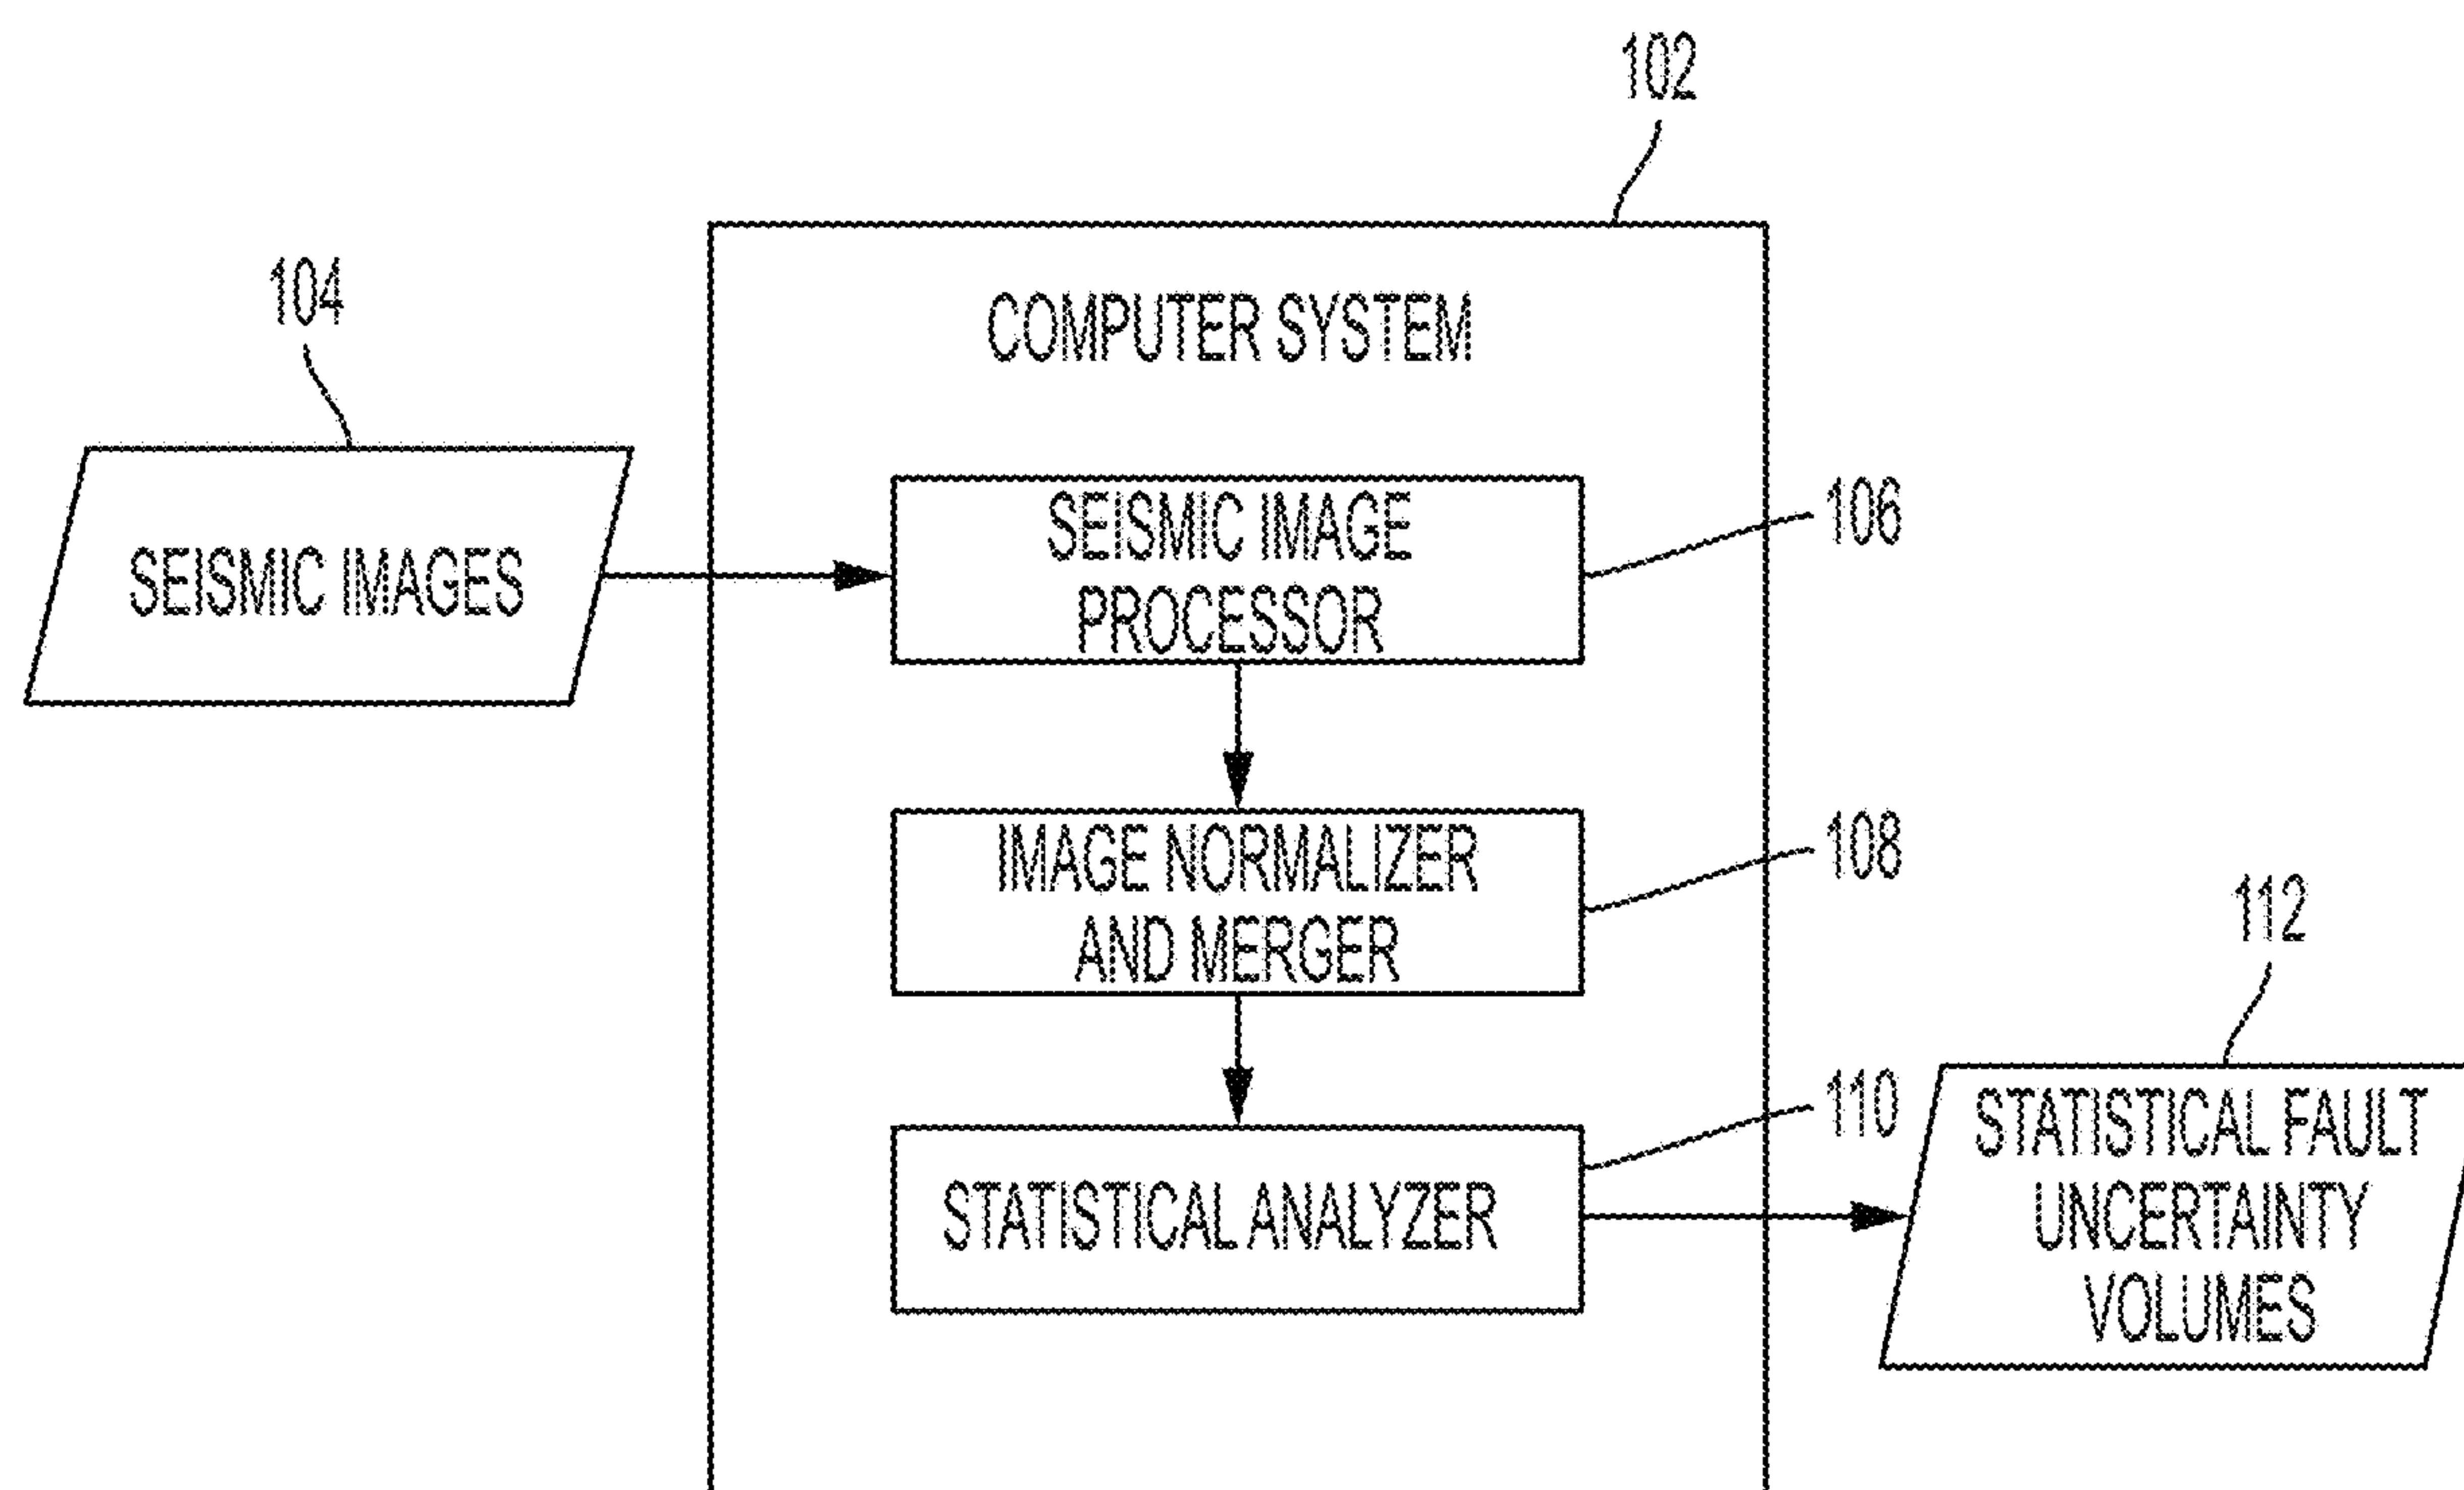 102
104
COMPUTER SYSTEM
SEISMIC IMAGES
SEISMIC IMAGE
PROCESSOR
106
IMAGE NORMALIZER
AND MERGER
108
112
STATISTICAL ANALYZER
110
STATISTICAL FAULT
UNCERTAINTY
VOLUMES